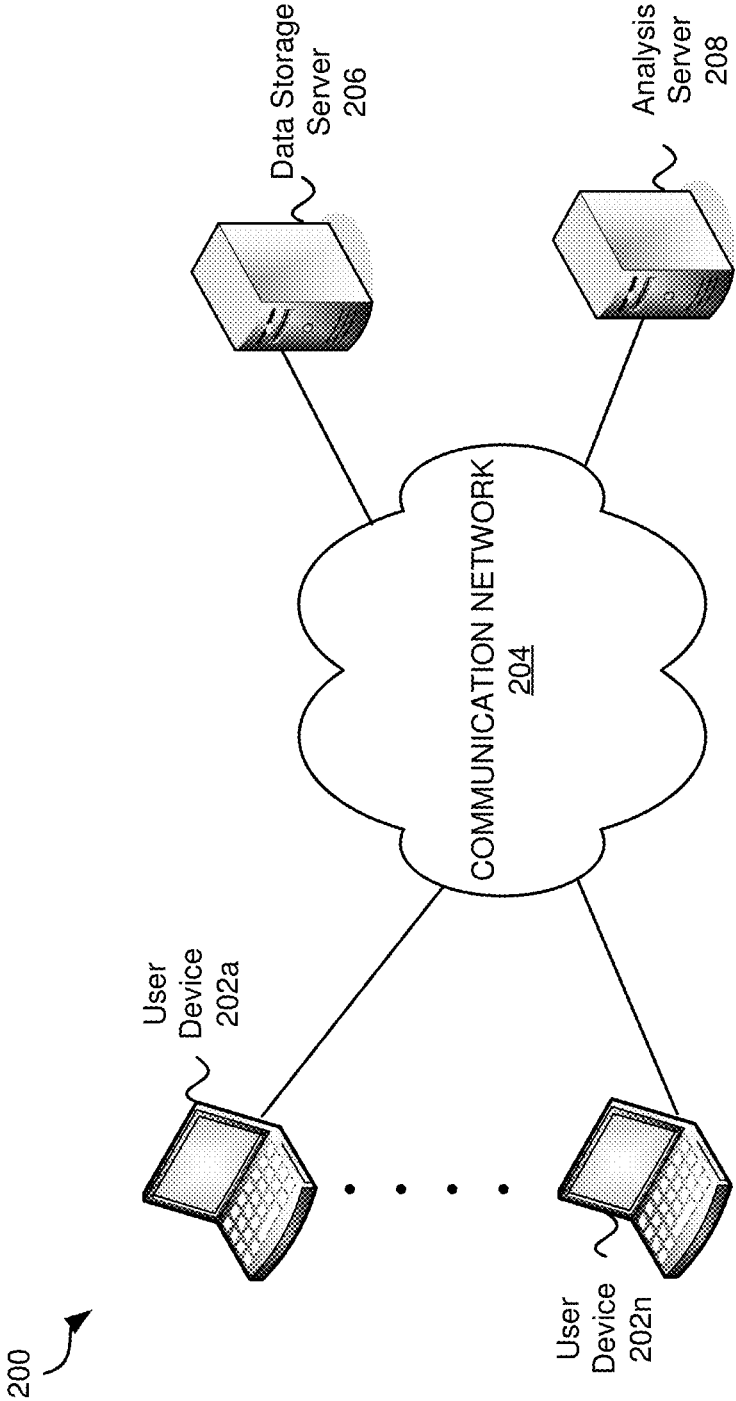 200
User
Device
202a
User
Device
202n
COMMUNICATION NETWORK
204
Data Storage
Server
206
Analysis
Server
208